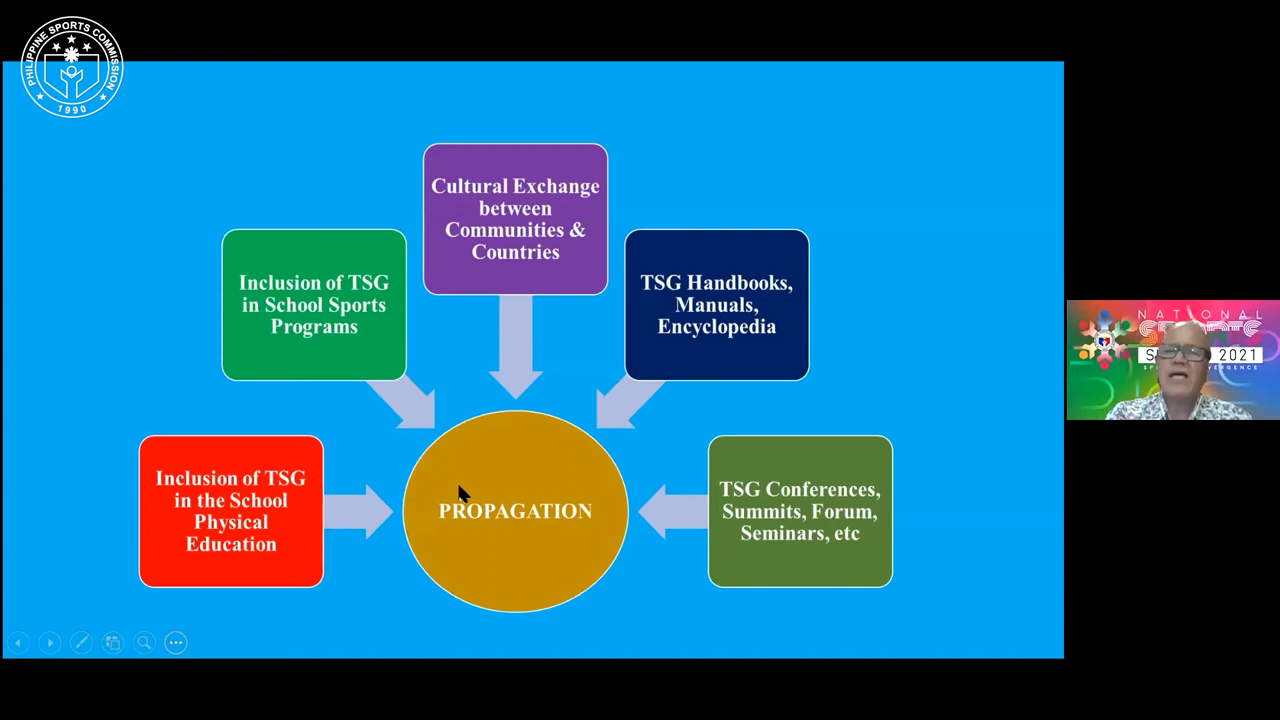 PHILIPPINE SPORTS COMMISSION
1990
Cultural Exchange
between
Communities &
Countries
Inclusion of TSG
in School Sports
Programs
TSG Handbooks,
Manuals,
Encyclopedia
Inclusion of TSG
in the School
Physical
Education
PROPAGATION
TSG Conferences,
Summits, Forum,
Seminars, etc
NATIONAL
2021